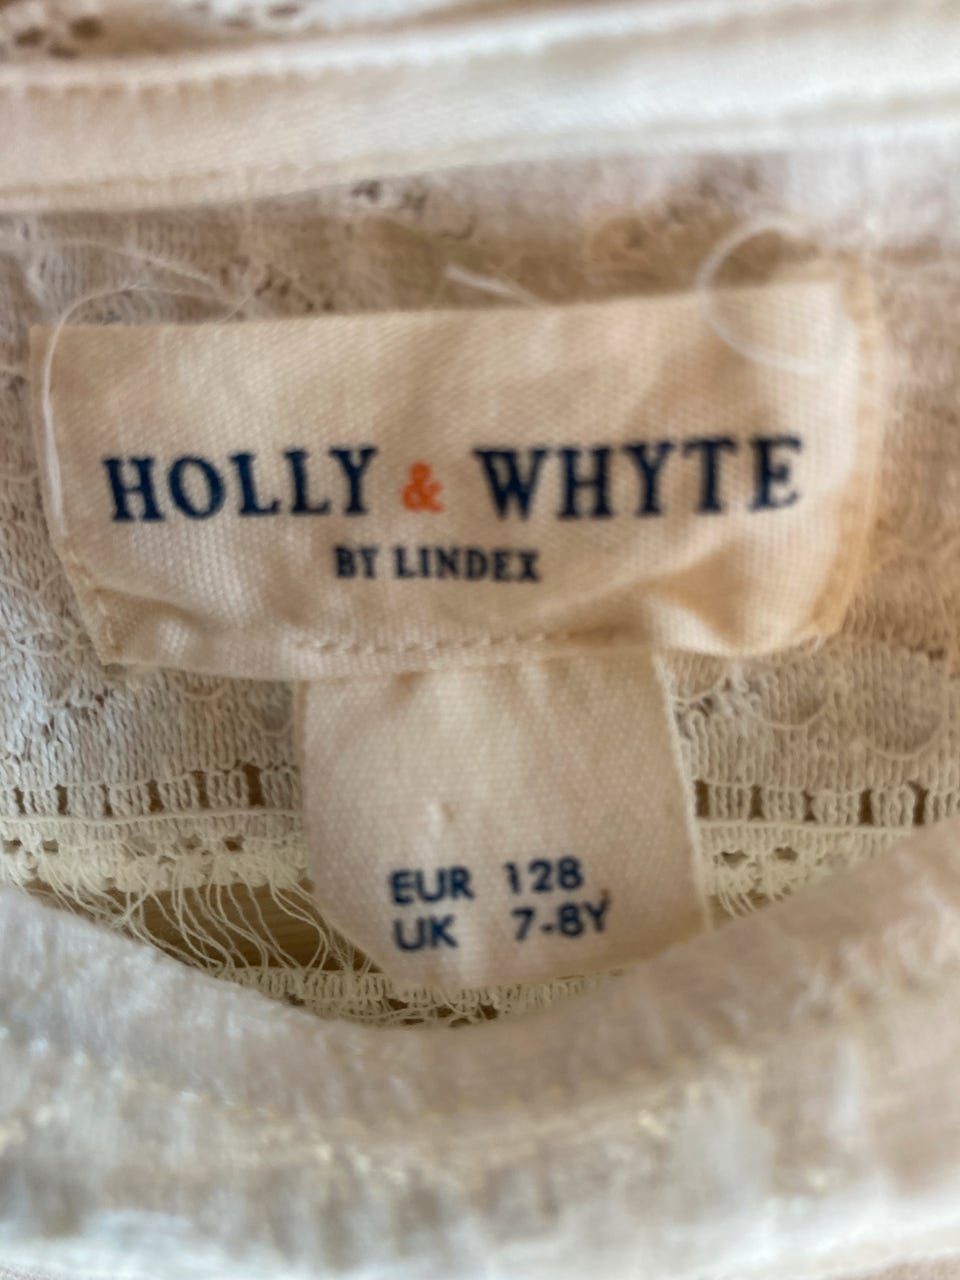 HOLLY & WHYTE
BY LINDEX
EUR 128
UK 7-8Y